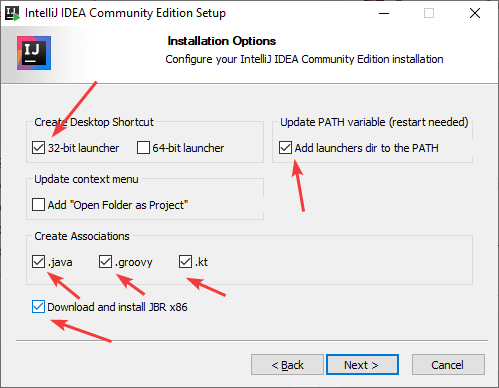 IntelliJ IDEA Community Edition Setup
IJ
Installation Options
Configure your IntelliJ IDEA Community Edition installation
Create Desktop Shortcut
32-bit launcher
64-bit launcher
Update PATH variable (restart needed)
Add launchers dir to the PATH
Update context menu
Add "Open Folder as Project"
Create Associations
.java
.groovy
.kt
Download and install JBR x86
< Back
Next >
Cancel